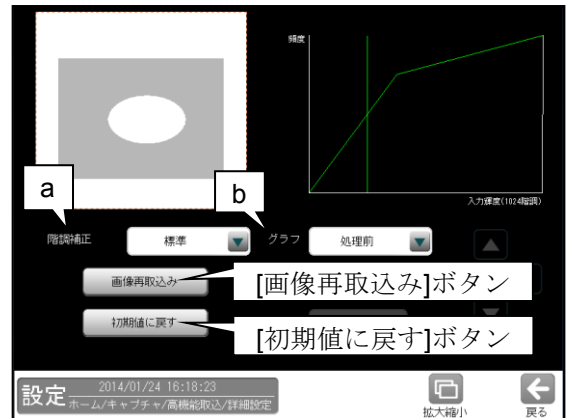 頻度
入力輝度(1024階調)
a
b
階調補正
標準
グラフ
処理前
画像再取込み
[画像再取込み]ボタン
初期値に戻す
[初期値に戻す]ボタン
設定
2014/01/24 16:18:23
ホーム/キャプチャ/高機能取込/詳細設定
拡大縮小
戻る